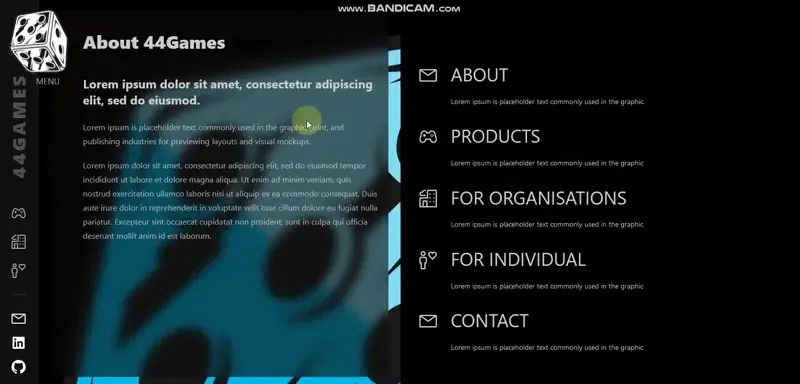 www.BANDICAM.com
MENU
44GAMES
About 44Games
Lorem ipsum dolor sit amet, consectetur adipiscing
elit, sed do eiusmod.
Lorem ipsum is placeholder text commonly used in the graphic, print, and
publishing industries for previewing layouts and visual mockups.
Lorem ipsum dolor sit amet, consectetur adipiscing elit, sed do eiusmod tempor
incididunt ut labore et dolore magna aliqua. Ut enim ad minim veniam, quis
nostrud exercitation ullamco laboris nisi ut aliquip ex ea commodo consequat. Duis
aute irure dolor in reprehenderit in voluptate velit esse cillum dolore eu fugiat nulla
pariatur. Excepteur sint occaecat cupidatat non proident, sunt in culpa qui officia
deserunt mollit anim id est laborum.
ABOUT
Lorem ipsum is placeholder text commonly used in the graphic.
PRODUCTS
Lorem ipsum is placeholder text commonly used in the graphic
FOR ORGANISATIONS
Lorem ipsum is placeholder text commonly used in the graphic
FOR INDIVIDUAL
Lorem ipsum is placeholder text commonly used in the graphic
CONTACT
Lorem ipsum is placeholder text commonly used in the graphic